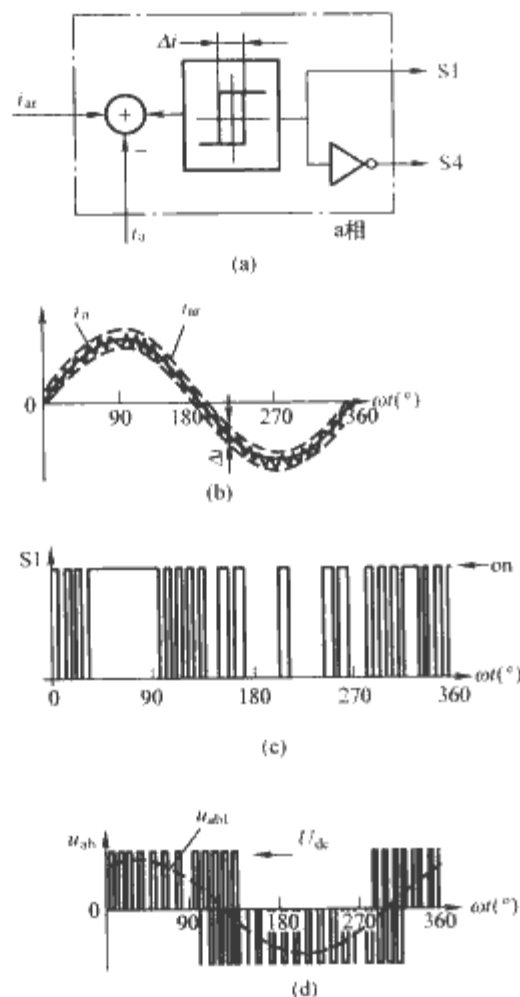 Δi
S1
i_ar
+
−
S4
i_a
a相
(a)
i_a i_ar
0 90 180 270 360 ωt(°)
Δi
(b)
S1 on
0 90 180 270 360 ωt(°)
(c)
u_ab u_ab1 U_dc
0 90 180 270 360 ωt(°)
(d)